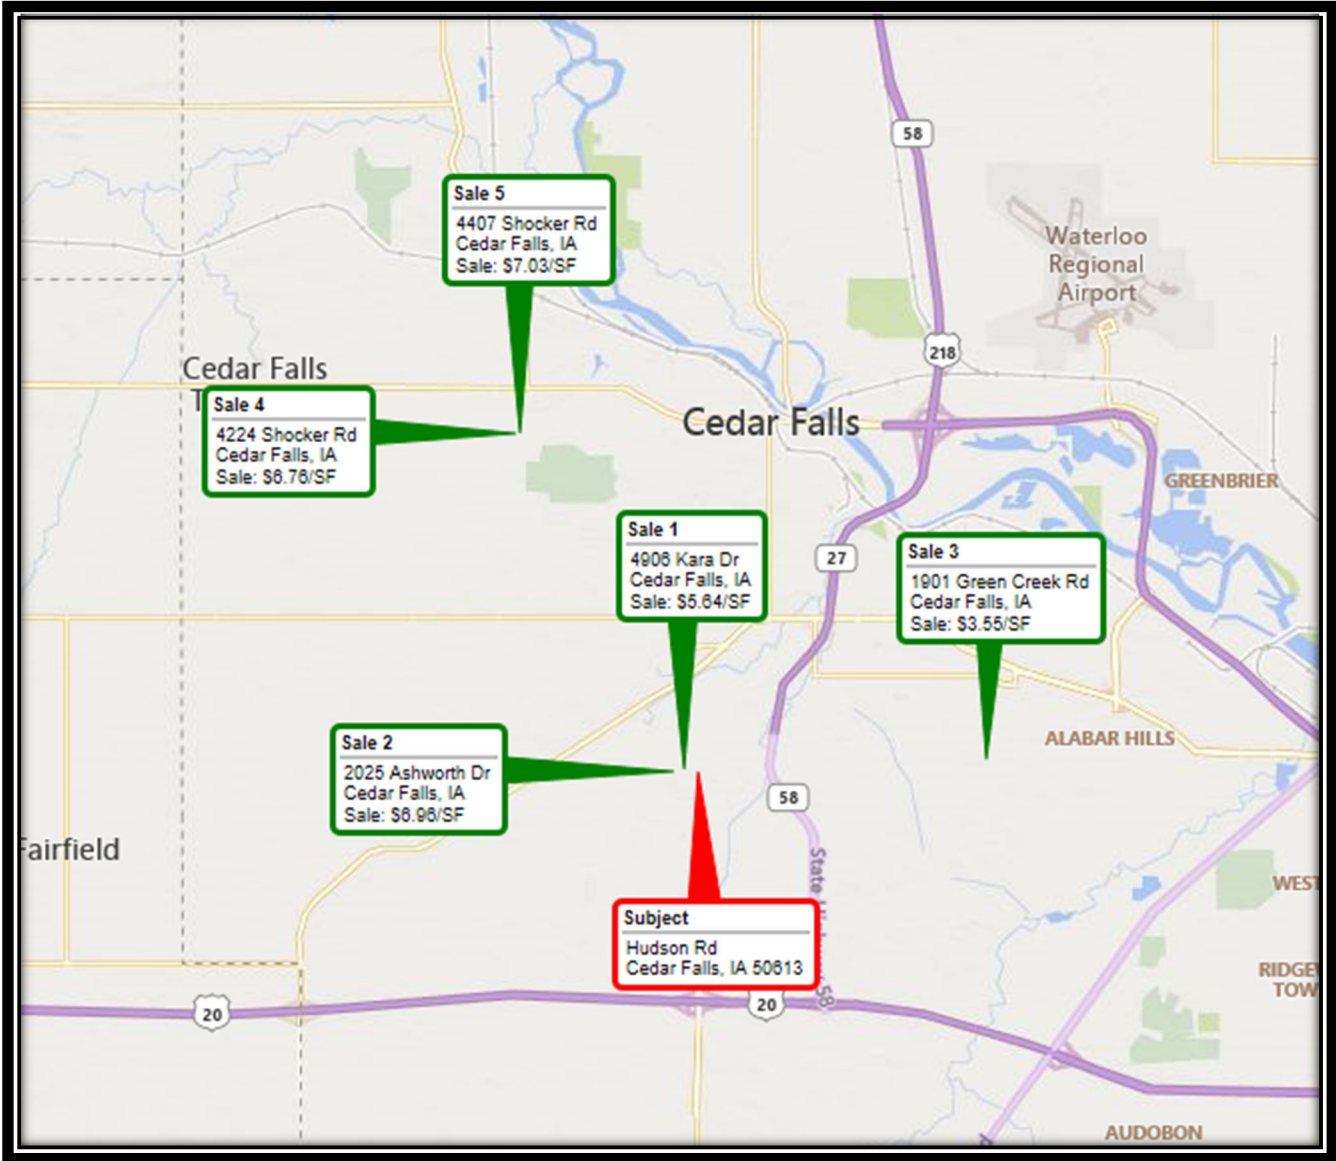 58
Sale 5
4407 Shocker Rd
Cedar Falls, IA
Sale: $7.03/SF
Waterloo
Regional
Airport
218
Cedar Falls
T
Sale 4
4224 Shocker Rd
Cedar Falls, IA
Sale: $6.76/SF
Cedar Falls
GREENBRIER
Sale 1
4906 Kara Dr
Cedar Falls, IA
Sale: $5.64/SF
27
Sale 3
1901 Green Creek Rd
Cedar Falls, IA
Sale: $3.55/SF
Sale 2
2025 Ashworth Dr
Cedar Falls, IA
Sale: $6.96/SF
ALABAR HILLS
58
Fairfield
State
58
WEST
Subject
Hudson Rd
Cedar Falls, IA 50613
RIDGE
TOW
20
20
AUDOBON